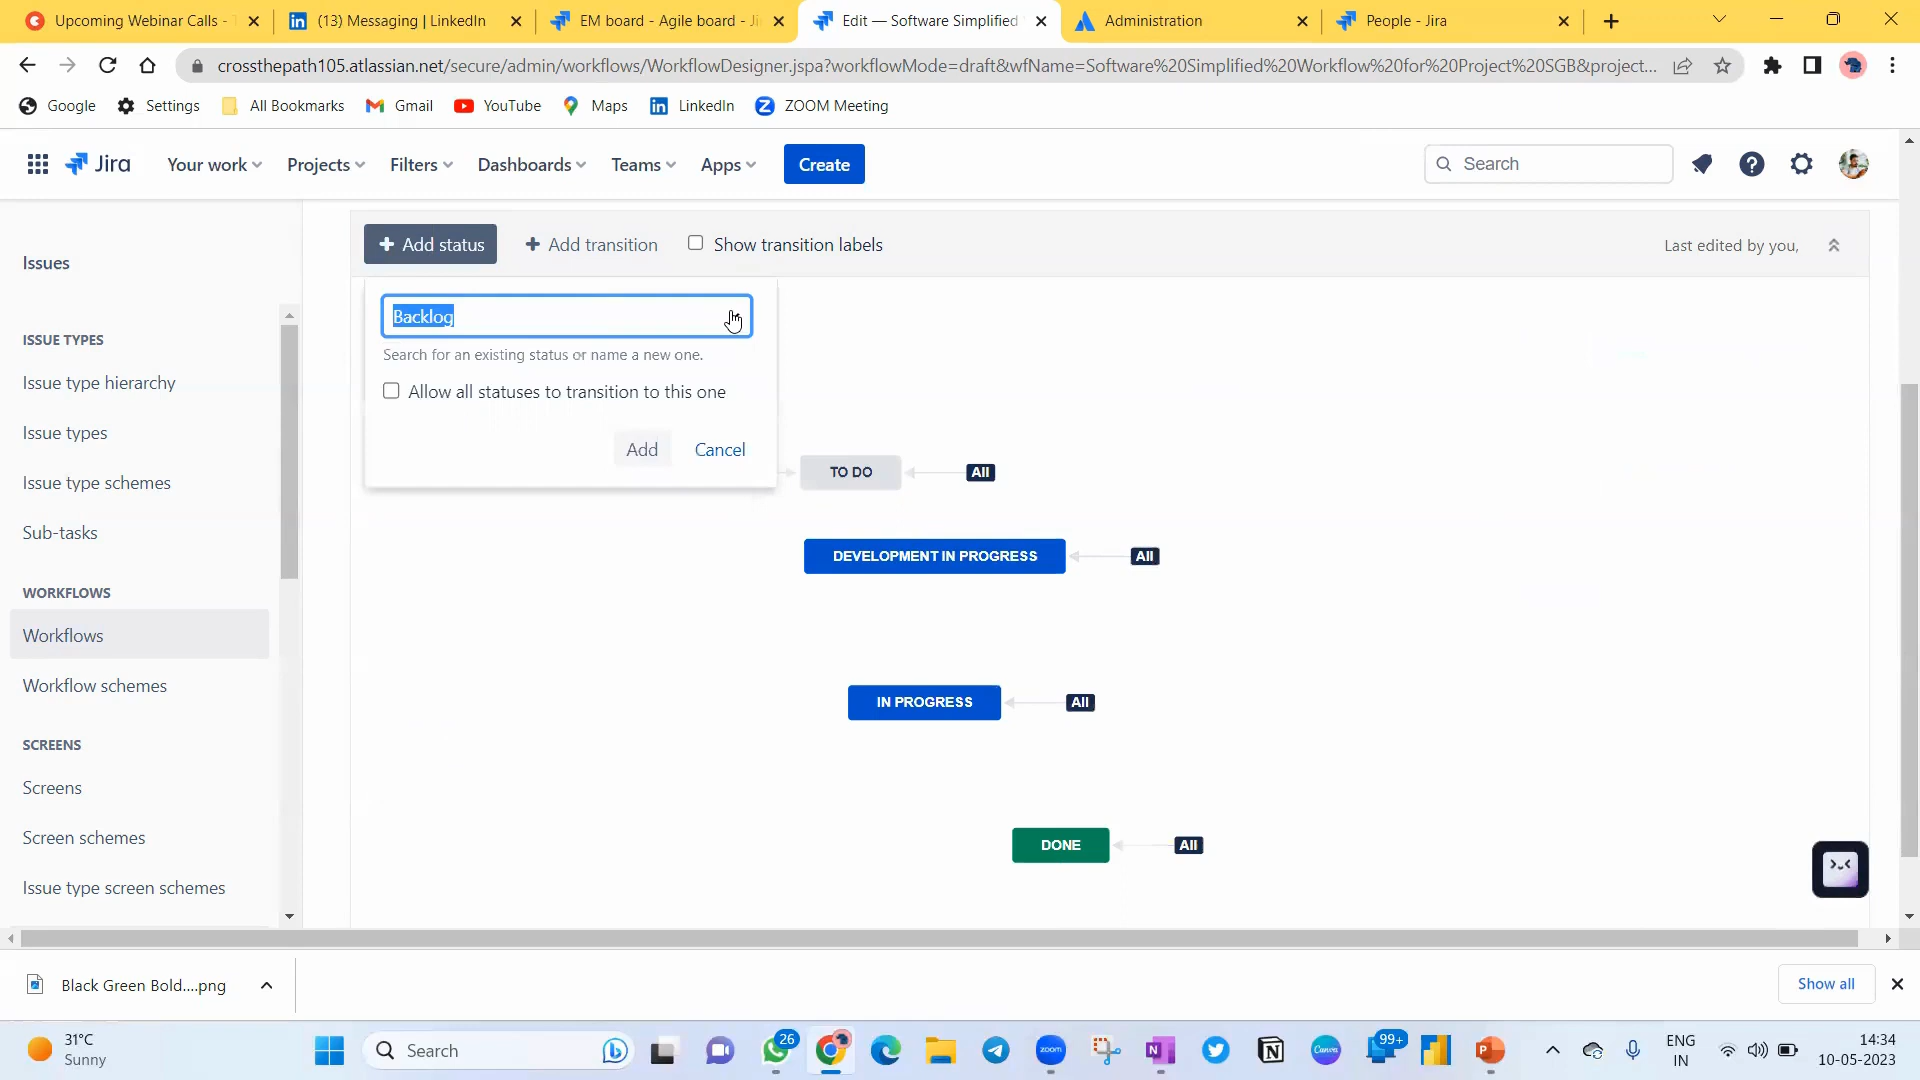 Upcoming Webinar Calls - T
(13) Messaging | LinkedIn
EM board - Agile board - Ji
Edit — Software Simplified
Administration
People - Jira
crossthepath105.atlassian.net/secure/admin/workflows/WorkflowDesigner.jspa?workflowMode=draft&wfName=Software%20Simplified%20Workflow%20for%20Project%20SGB&project...
Google Settings All Bookmarks Gmail YouTube Maps LinkedIn ZOOM Meeting
Jira Your work Projects Filters Dashboards Teams Apps Create Search
Issues
ISSUE TYPES
Issue type hierarchy
Issue types
Issue type schemes
Sub-tasks
WORKFLOWS
Workflows
Workflow schemes
SCREENS
Screens
Screen schemes
Issue type screen schemes
Add status Add transition Show transition labels Last edited by you,
Backlog
Search for an existing status or name a new one.
Allow all statuses to transition to this one
Add Cancel
TO DO All
DEVELOPMENT IN PROGRESS All
IN PROGRESS All
DONE All
Black Green Bold....png
Show all
31°C
Sunny
Search
26
zoom
Canva
99+
ENG
IN
14:34
10-05-2023